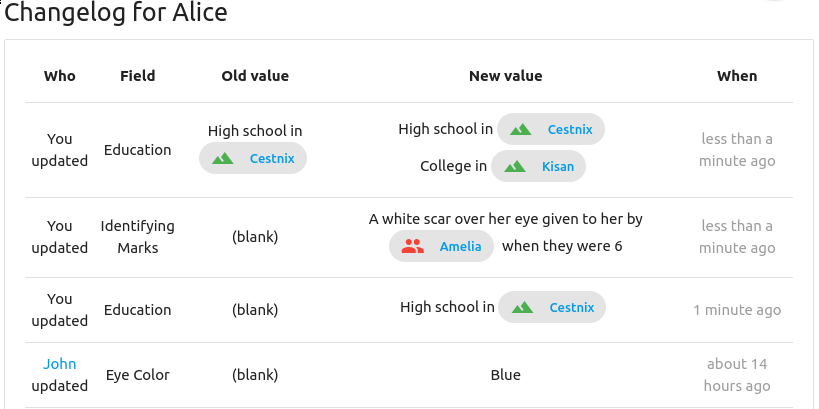 Changelog for Alice
Who Field Old value New value When
You updated Education High school in Cestnix High school in Cestnix College in Kisan less than a minute ago
You updated Identifying Marks (blank) A white scar over her eye given to her by Amelia when they were 6 less than a minute ago
You updated Education (blank) High school in Cestnix 1 minute ago
John updated Eye Color (blank) Blue about 14 hours ago